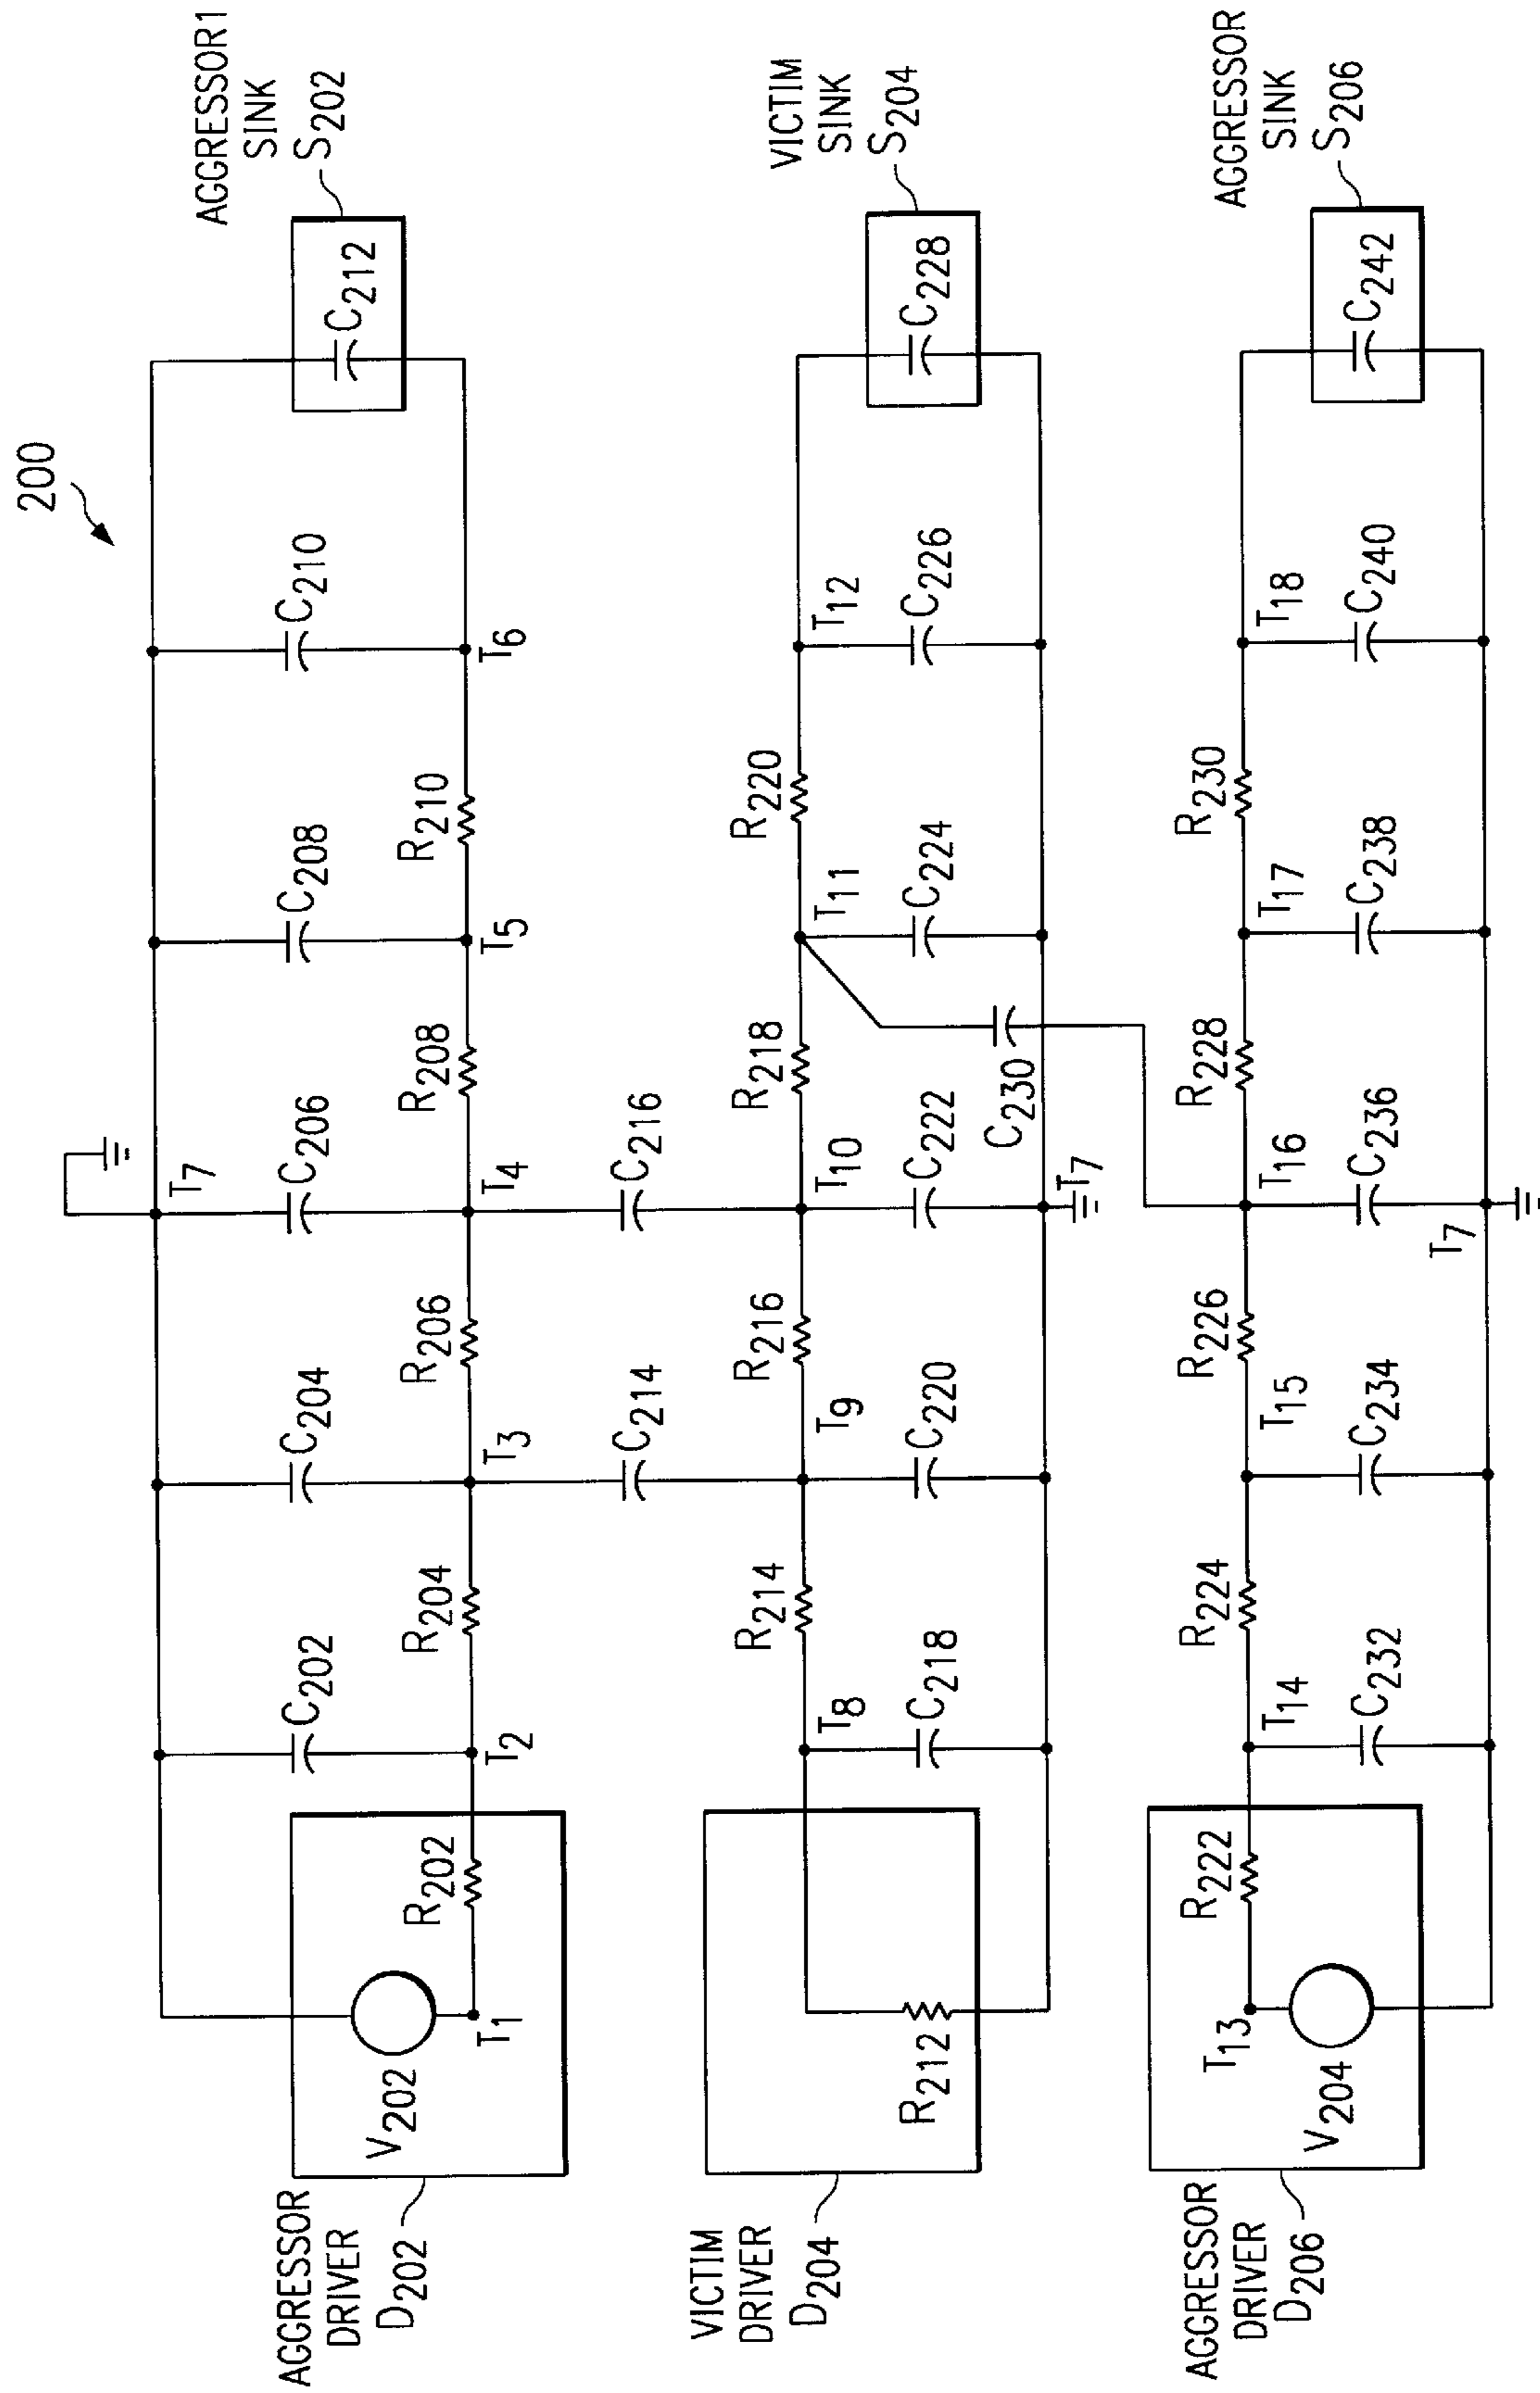 200
AGGRESSOR
DRIVER
D202
V202
T1
R202
C202
T2
R204
C204
T3
R206
T7
C206
T4
R208
C208
T5
R210
C210
T6
C212
AGGRESSOR1
SINK
S202
C214
C216
VICTIM
DRIVER
D204
R212
T8
C218
R214
T9
C220
R216
T10
C222
T7
R218
C230
T11
C224
R220
T12
C226
C228
VICTIM
SINK
S204
AGGRESSOR
DRIVER
D206
T13
V204
R222
T14
C232
R224
T15
C234
R226
T16
C236
T7
R228
T17
C238
R230
T18
C240
C242
AGGRESSOR
SINK
S206